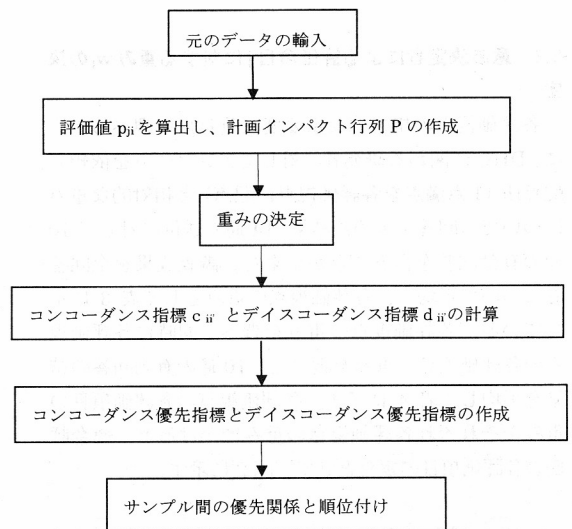 元のデータの輸入
評価値 pjiを算出し、計画インパクト行列 P の作成
重みの決定
コンコーダンス指標 c ii' とデイスコーダンス指標 d ii'の計算
コンコーダンス優先指標とデイスコーダンス優先指標の作成
サンプル間の優先関係と順位付け